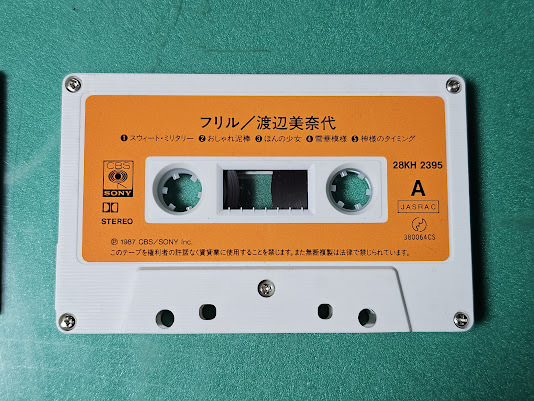 フリル／渡辺美奈代
❶スウィート・ミリタリー ❷おしゃれ泥棒 ❸ほんの少女 ❹雪華模様 ❺神様のタイミング
CBS
SONY
28KH 2395
A
JASRAC
STEREO
380064CS
Ⓟ 1987 CBS/SONY Inc.
このテープを権利者の許諾なく賃貸業に使用することを禁じます。また無断複製は法律で禁じられています。